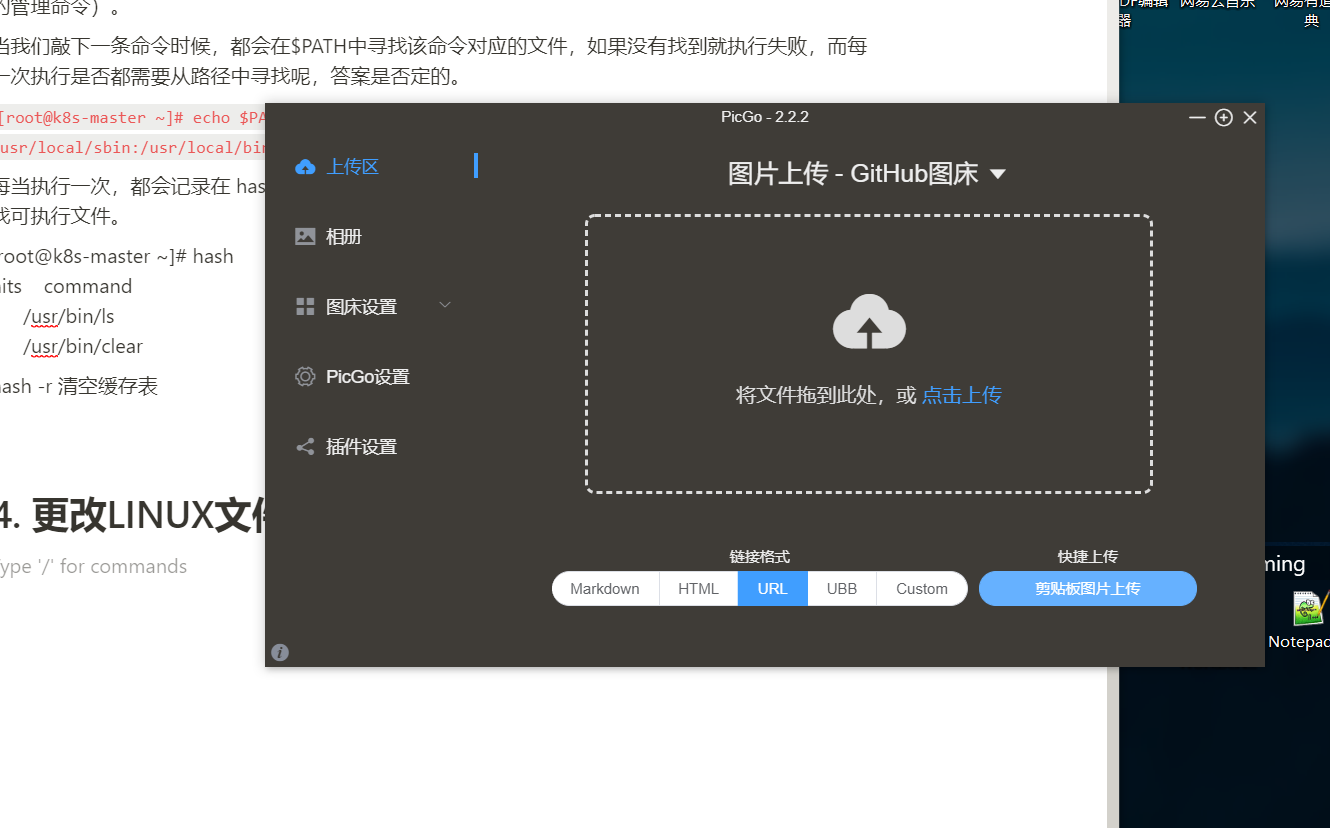 的管理命令）。
当我们敲下一条命令时候，都会在$PATH中寻找该命令对应的文件，如果没有找到就执行失败，而每
一次执行是否都需要从路径中寻找呢，答案是否定的。
[root@k8s-master ~]# echo $PA
usr/local/sbin:/usr/local/bin
每当执行一次，都会记录在 has
找可执行文件。
root@k8s-master ~]# hash
hits command
/usr/bin/ls
/usr/bin/clear
hash -r 清空缓存表
4. 更改LINUX文件
Type '/' for commands
PicGo - 2.2.2
上传区
相册
图床设置
PicGo设置
插件设置
图片上传 - GitHub图床
将文件拖到此处，或 点击上传
链接格式
快捷上传
Markdown HTML URL UBB Custom
剪贴板图片上传
PDF编辑器
网易云音乐
网易有道
典
ming
Notepad